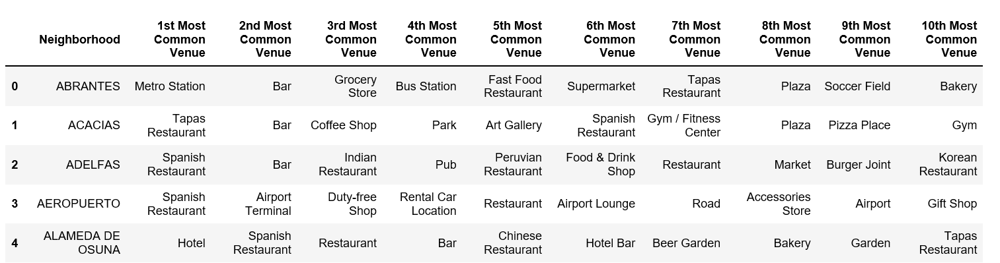 Neighborhood 1st Most Common Venue 2nd Most Common Venue 3rd Most Common Venue 4th Most Common Venue 5th Most Common Venue 6th Most Common Venue 7th Most Common Venue 8th Most Common Venue 9th Most Common Venue 10th Most Common Venue
0 ABRANTES Metro Station Bar Grocery Store Bus Station Fast Food Restaurant Supermarket Tapas Restaurant Plaza Soccer Field Bakery
1 ACACIAS Tapas Restaurant Bar Coffee Shop Park Art Gallery Spanish Restaurant Gym / Fitness Center Plaza Pizza Place Gym
2 ADELFAS Spanish Restaurant Bar Indian Restaurant Pub Peruvian Restaurant Food & Drink Shop Restaurant Market Burger Joint Korean Restaurant
3 AEROPUERTO Spanish Restaurant Airport Terminal Duty-free Shop Rental Car Location Restaurant Airport Lounge Road Accessories Store Airport Gift Shop
4 ALAMEDA DE OSUNA Hotel Spanish Restaurant Restaurant Bar Chinese Restaurant Hotel Bar Beer Garden Bakery Garden Tapas Restaurant